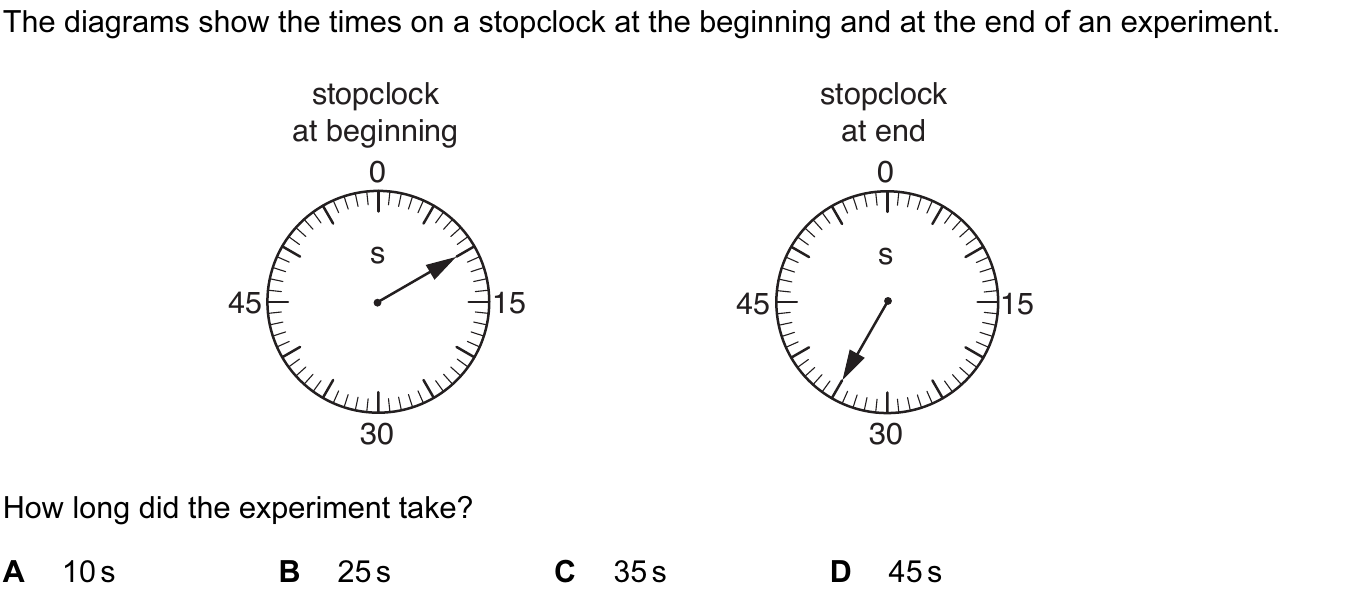 The diagrams show the times on a stopclock at the beginning and at the end of an experiment.
stopclock
at beginning
0
s
45
15
30
stopclock
at end
0
s
45
15
30
How long did the experiment take?
A 10 s B 25 s C 35 s D 45 s